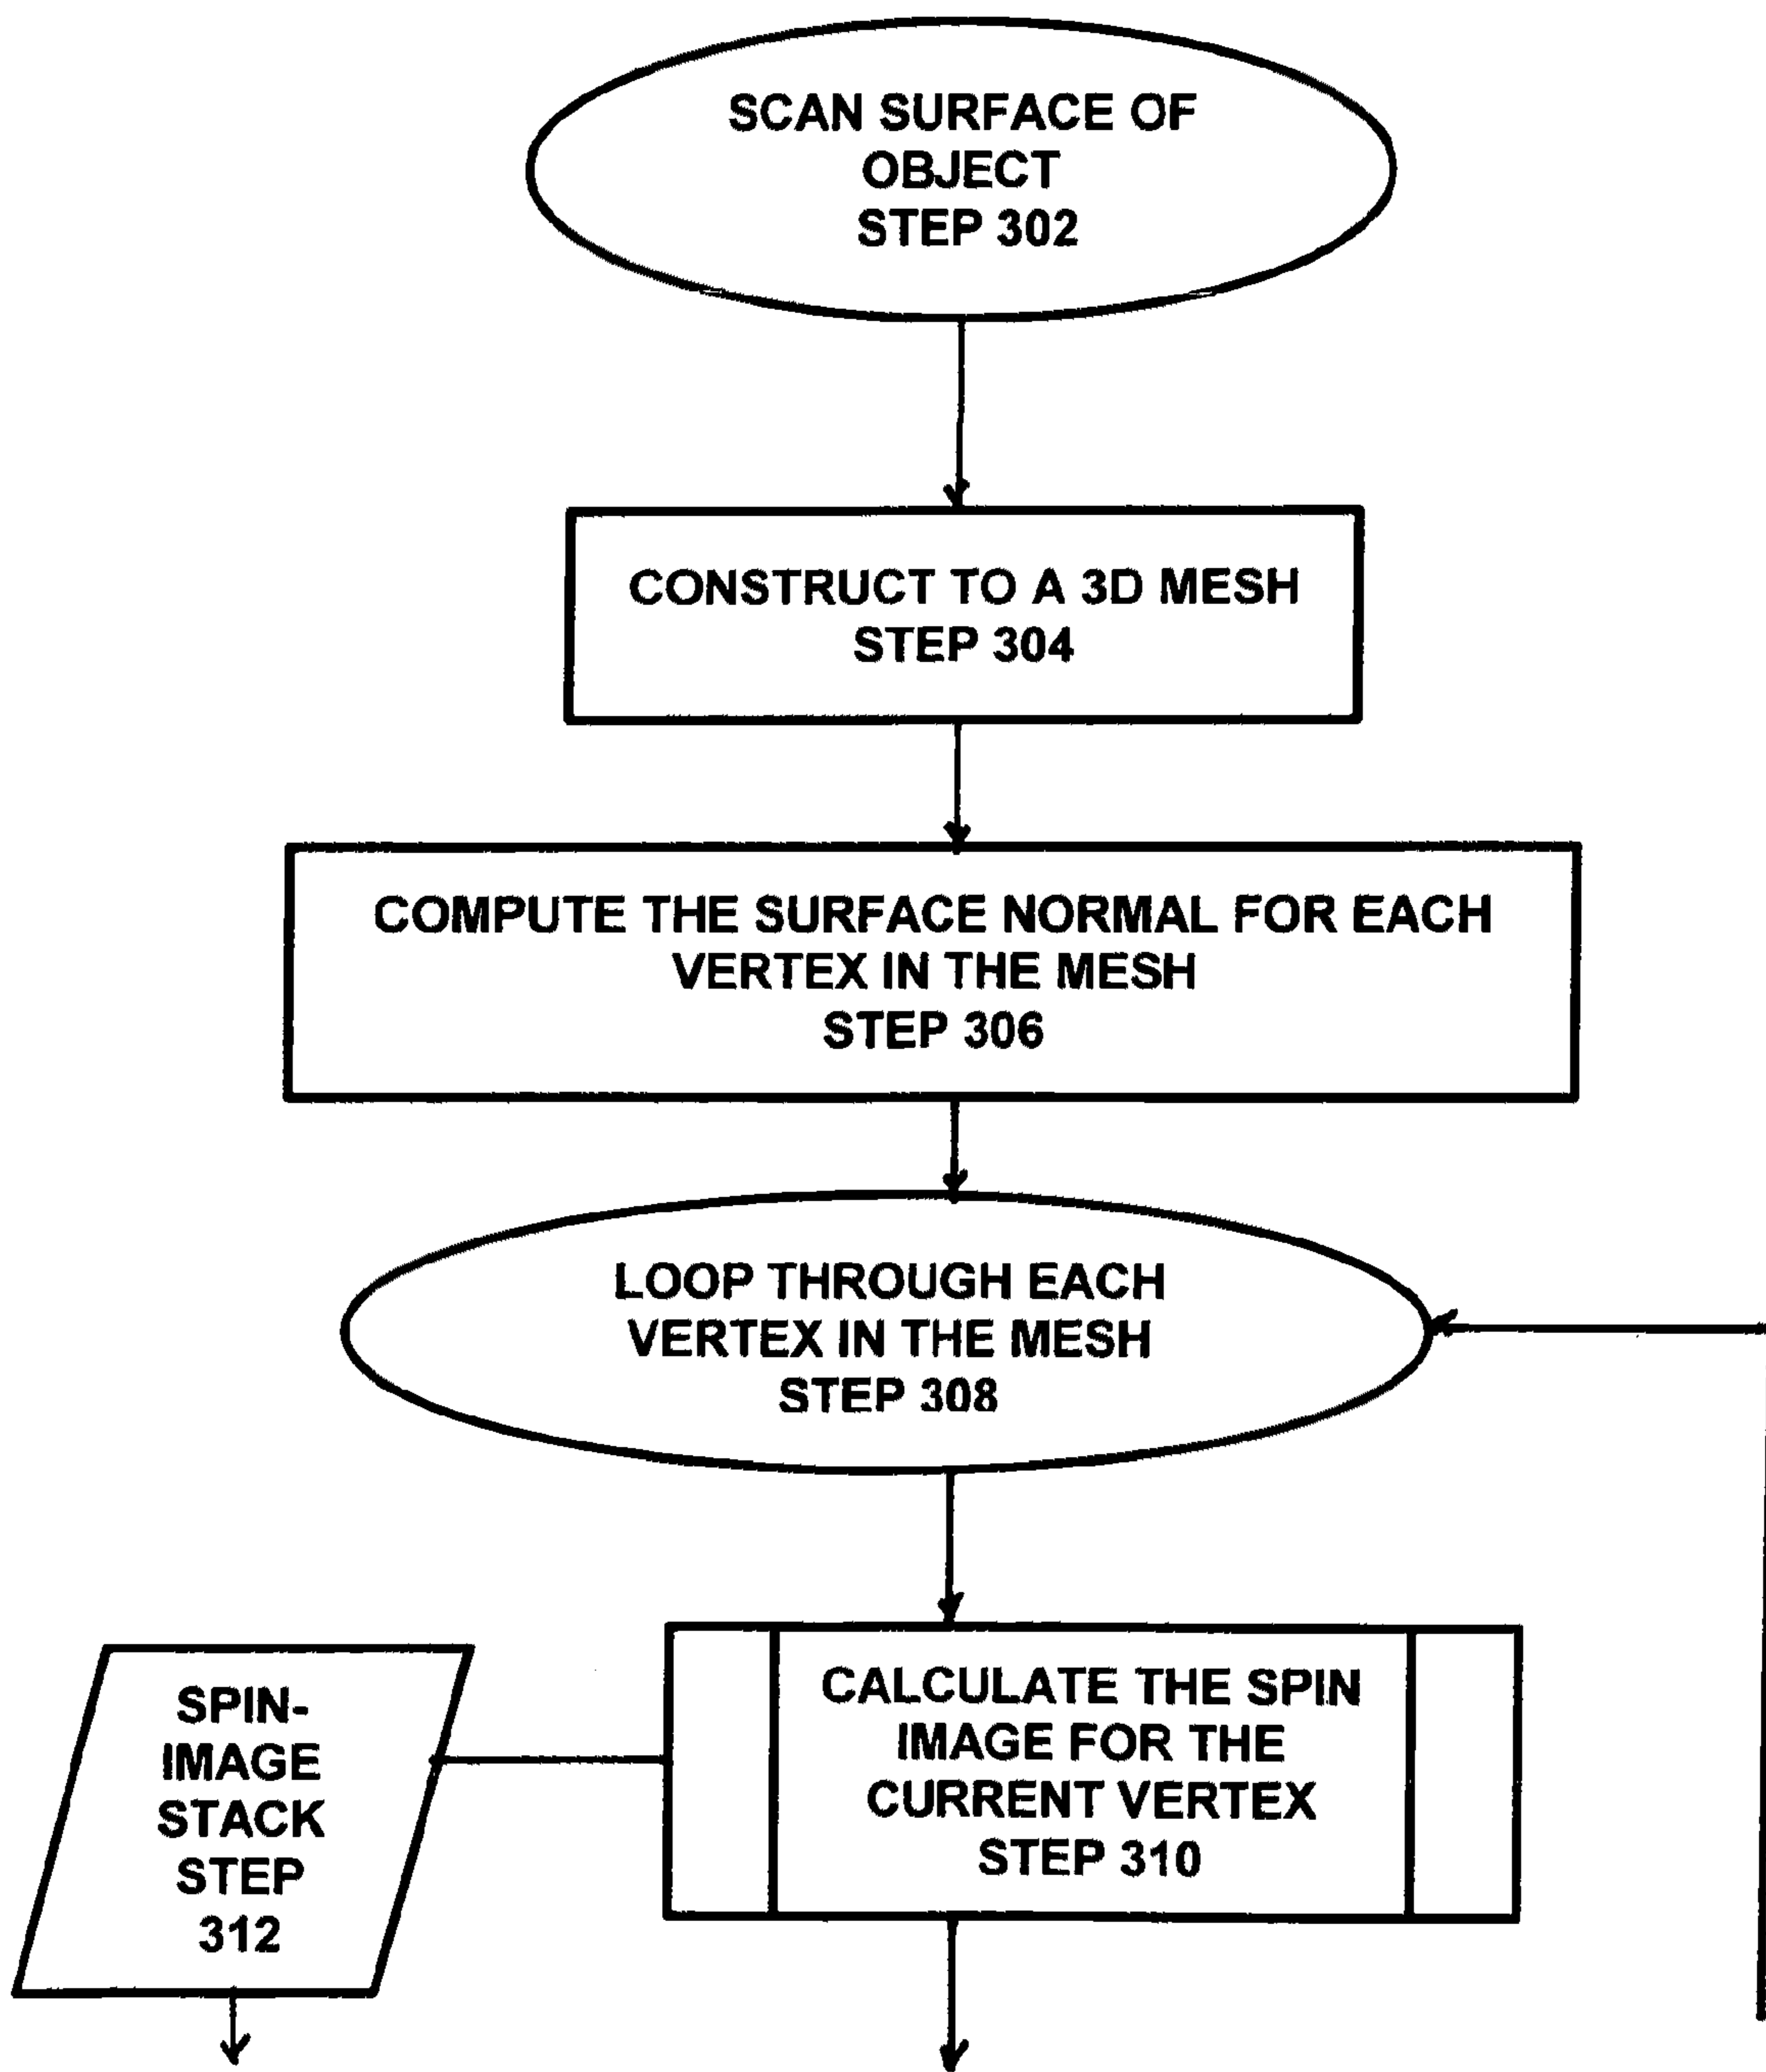 SCAN SURFACE OF
OBJECT
STEP 302
CONSTRUCT TO A 3D MESH
STEP 304
COMPUTE THE SURFACE NORMAL FOR EACH
VERTEX IN THE MESH
STEP 306
LOOP THROUGH EACH
VERTEX IN THE MESH
STEP 308
SPIN-
IMAGE
STACK
STEP
312
CALCULATE THE SPIN
IMAGE FOR THE
CURRENT VERTEX
STEP 310